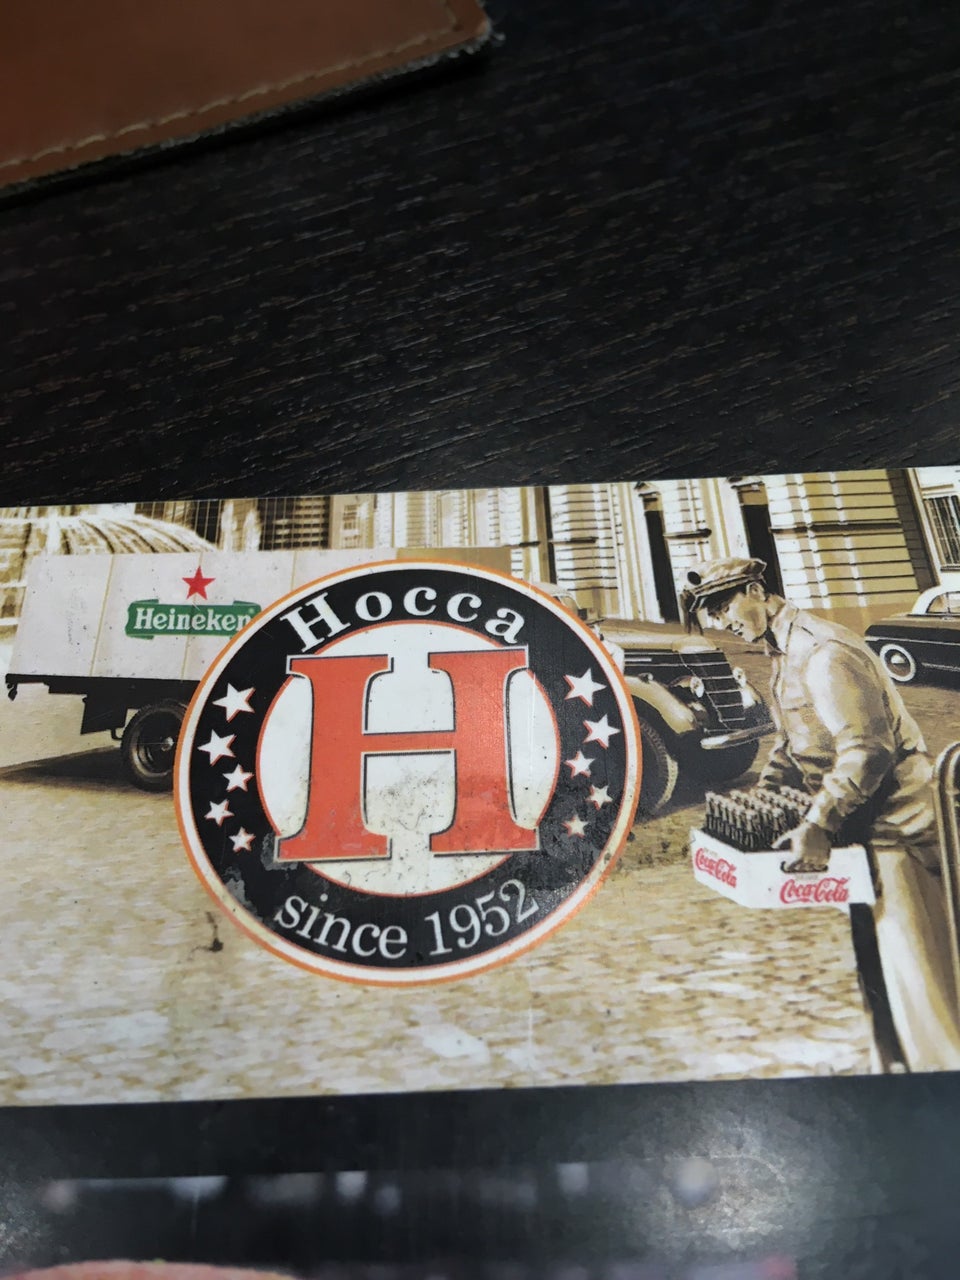 Heineken
Hocca
H
since 1952
Coca-Cola
Coca-Cola